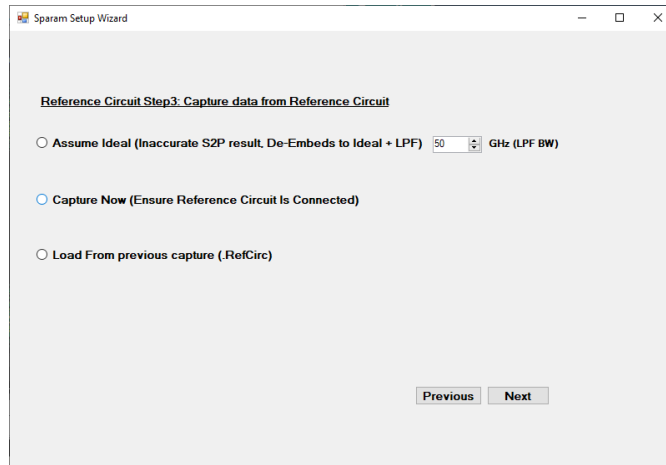 Sparam Setup Wizard
Reference Circuit Step3: Capture data from Reference Circuit
Assume Ideal (Inaccurate S2P result, De-Embeds to Ideal + LPF) 50 GHz (LPF BW)
Capture Now (Ensure Reference Circuit Is Connected)
Load From previous capture (.RefCirc)
Previous Next